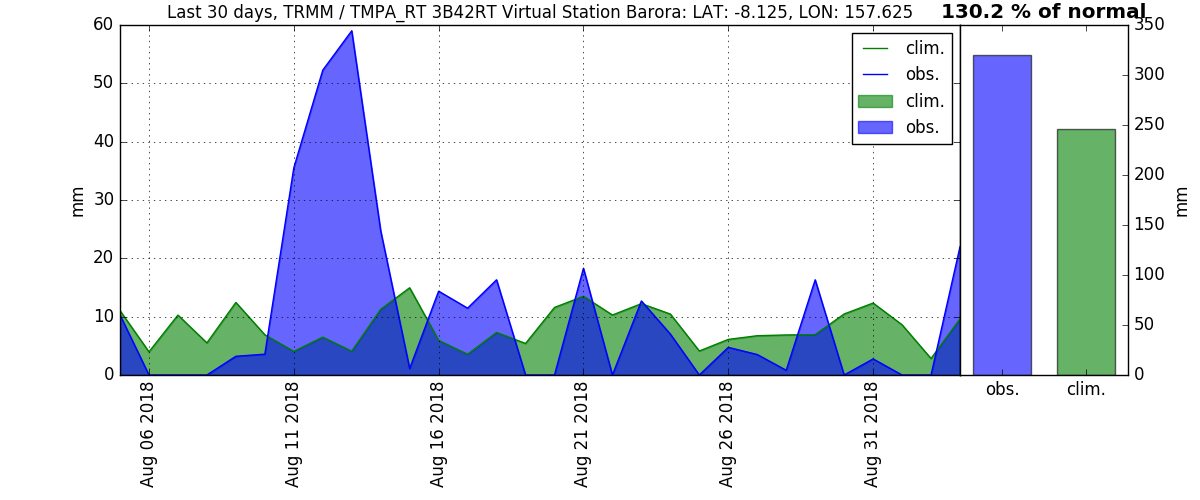 Last 30 days, TRMM / TMPA_RT 3B42RT Virtual Station Barora: LAT: -8.125, LON: 157.625
130.2 % of normal
clim.
obs.
clim.
obs.
mm
60
50
40
30
20
10
0
Aug 06 2018
Aug 11 2018
Aug 16 2018
Aug 21 2018
Aug 26 2018
Aug 31 2018
350
300
250
200
150
100
50
0
mm
obs.
clim.